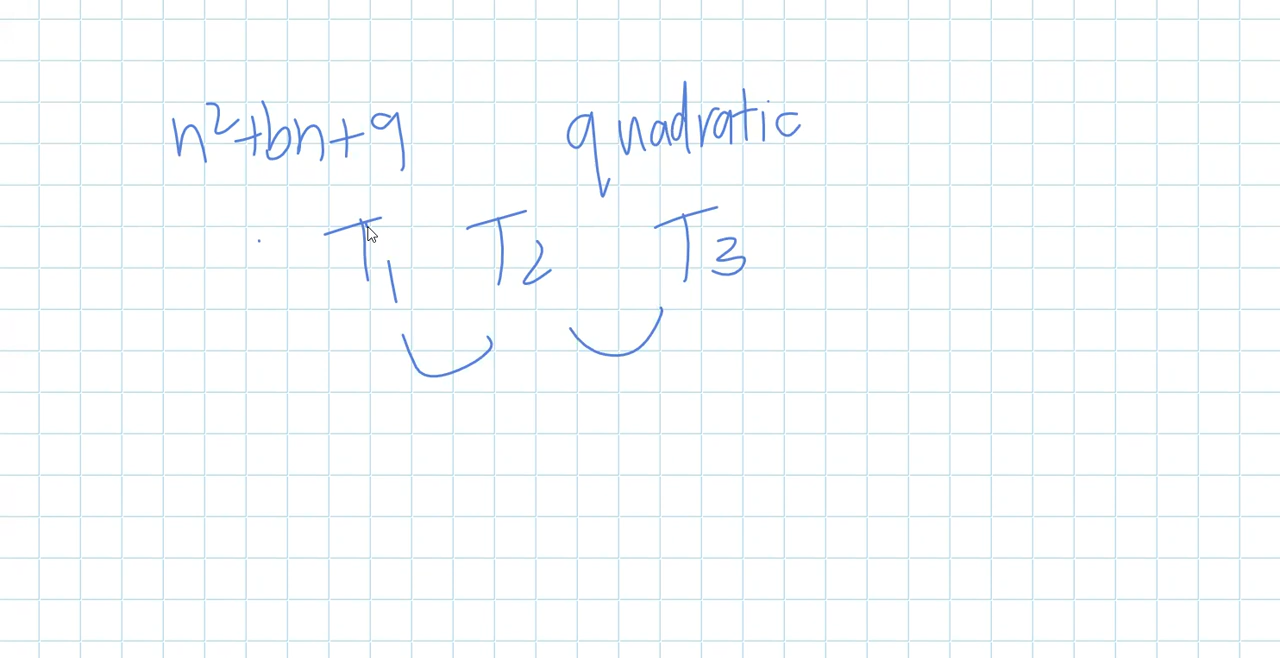 n²+bn+9 quadratic
T₁ T₂ T₃